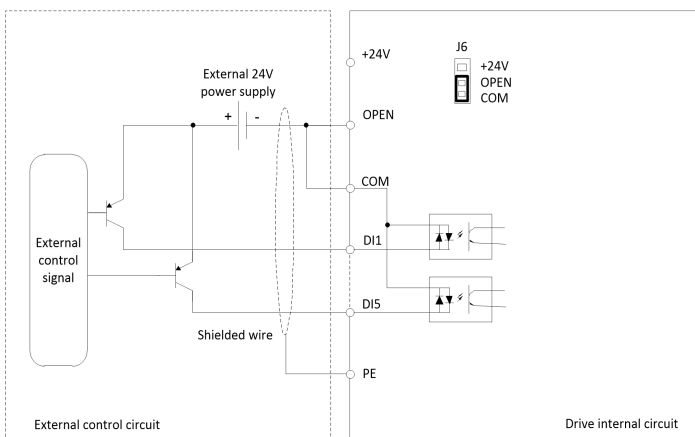 External 24V
power supply
+ -
External
control
signal
Shielded wire
External control circuit
+24V
OPEN
COM
DI1
DI5
PE
J6
+24V
OPEN
COM
Drive internal circuit